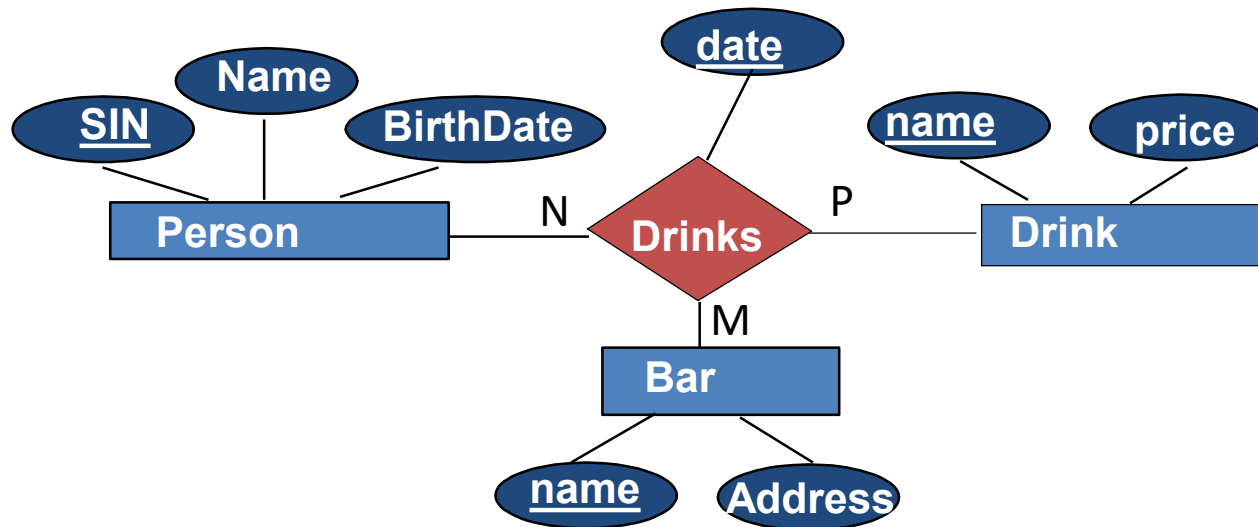 date
Name
SIN
BirthDate
name
price
N
P
Person
Drinks
Drink
M
Bar
name
Address